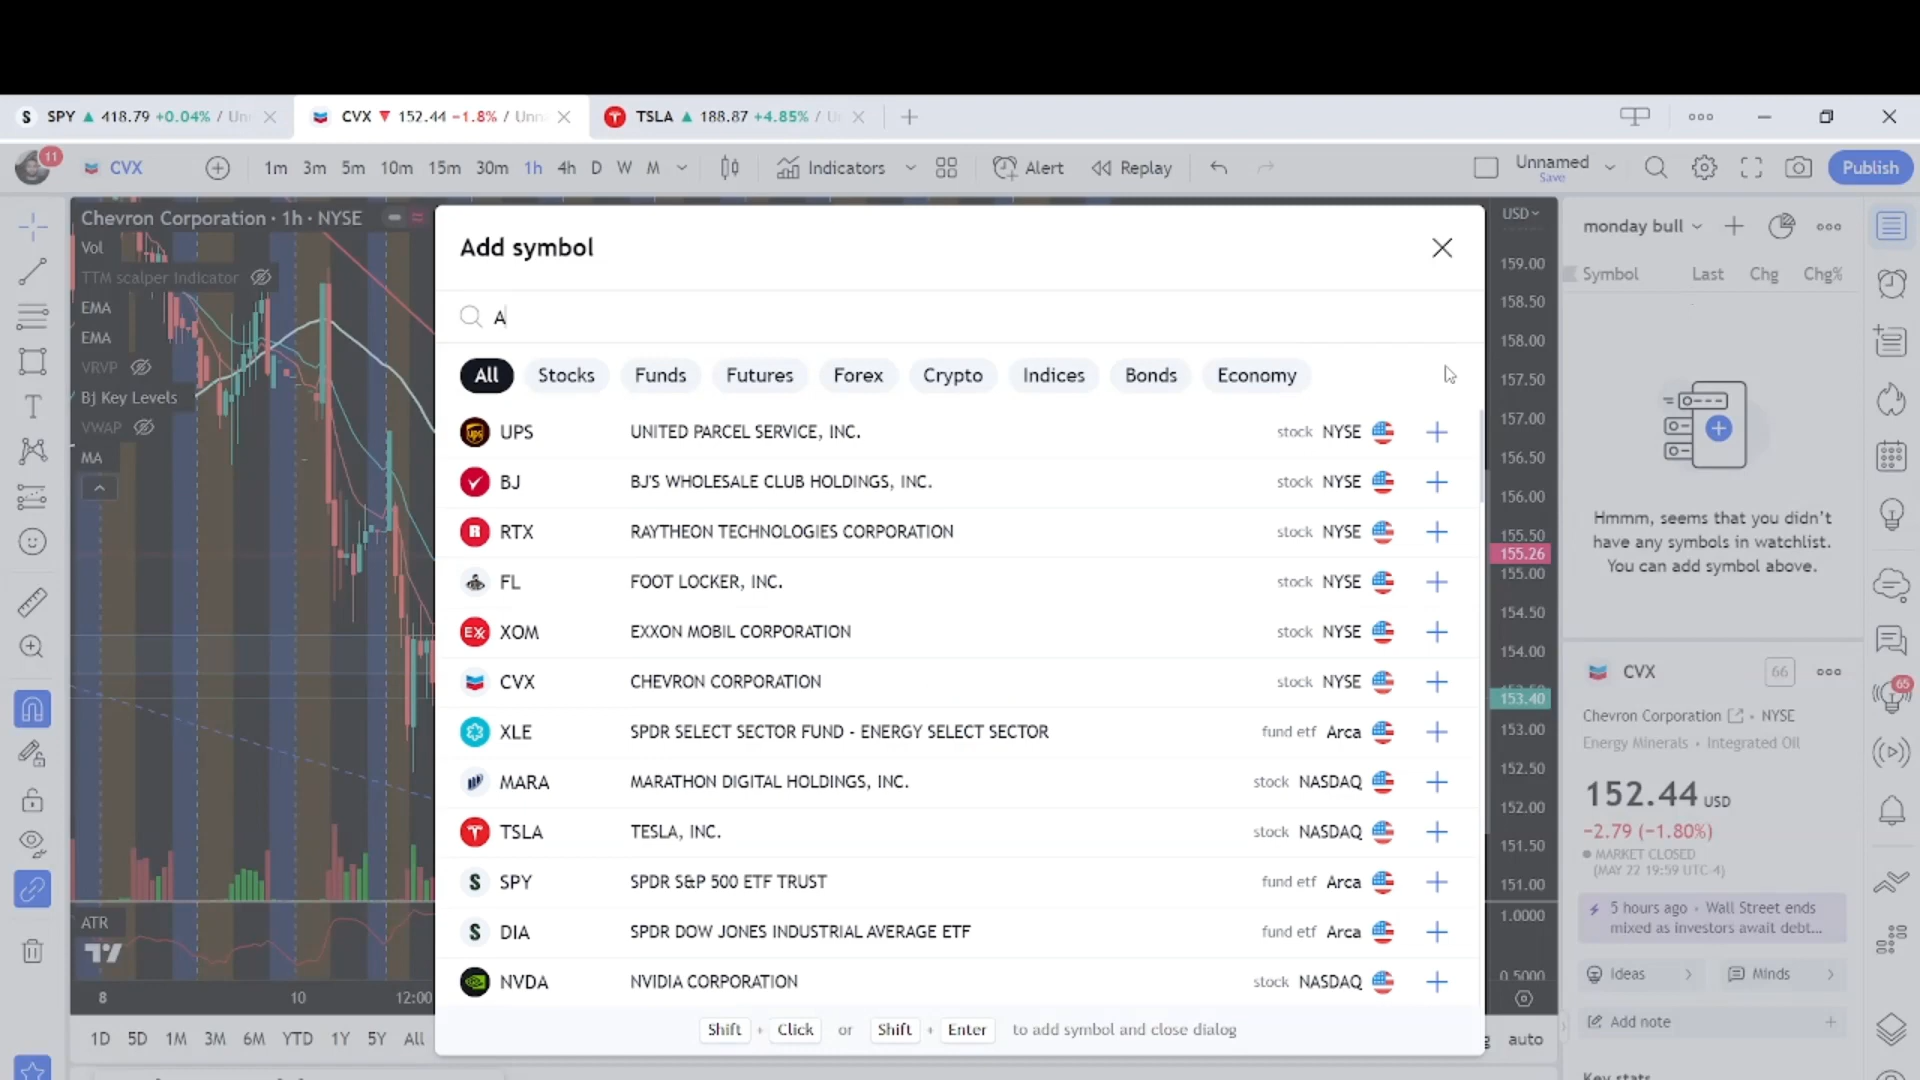 SPY 418.79 +0.04% / Un
CVX 152.44 −1.8% / Unn
TSLA 188.87 +4.85% / U
11
CVX
1m 3m 5m 10m 15m 30m 1h 4h D W M
Indicators
Alert
Replay
Unnamed
Save
Publish
Chevron Corporation · 1h · NYSE
Vol
TTM scalper Indicator
EMA
EMA
VRVP
Bj Key Levels
VWAP
MA
ATR
8 10 12:00
1D 5D 1M 3M 6M YTD 1Y 5Y All
Add symbol
A
All Stocks Funds Futures Forex Crypto Indices Bonds Economy
UPS UNITED PARCEL SERVICE, INC. stock NYSE
BJ BJ'S WHOLESALE CLUB HOLDINGS, INC. stock NYSE
RTX RAYTHEON TECHNOLOGIES CORPORATION stock NYSE
FL FOOT LOCKER, INC. stock NYSE
XOM EXXON MOBIL CORPORATION stock NYSE
CVX CHEVRON CORPORATION stock NYSE
XLE SPDR SELECT SECTOR FUND - ENERGY SELECT SECTOR fund etf Arca
MARA MARATHON DIGITAL HOLDINGS, INC. stock NASDAQ
TSLA TESLA, INC. stock NASDAQ
SPY SPDR S&P 500 ETF TRUST fund etf Arca
DIA SPDR DOW JONES INDUSTRIAL AVERAGE ETF fund etf Arca
NVDA NVIDIA CORPORATION stock NASDAQ
Shift + Click or Shift + Enter to add symbol and close dialog
USD
159.00
158.50
158.00
157.50
157.00
156.50
156.00
155.50
155.26
155.00
154.50
154.00
153.40
153.00
152.50
152.00
151.50
151.00
1.0000
0.5000
auto
monday bull
Symbol Last Chg Chg%
Hmmm, seems that you didn't
have any symbols in watchlist.
You can add symbol above.
CVX 66
Chevron Corporation • NYSE
Energy Minerals • Integrated Oil
152.44 USD
−2.79 (−1.80%)
MARKET CLOSED
(MAY 22 19:59 UTC-4)
5 hours ago • Wall Street ends
mixed as investors await debt...
Ideas Minds
Add note
Key stats
65